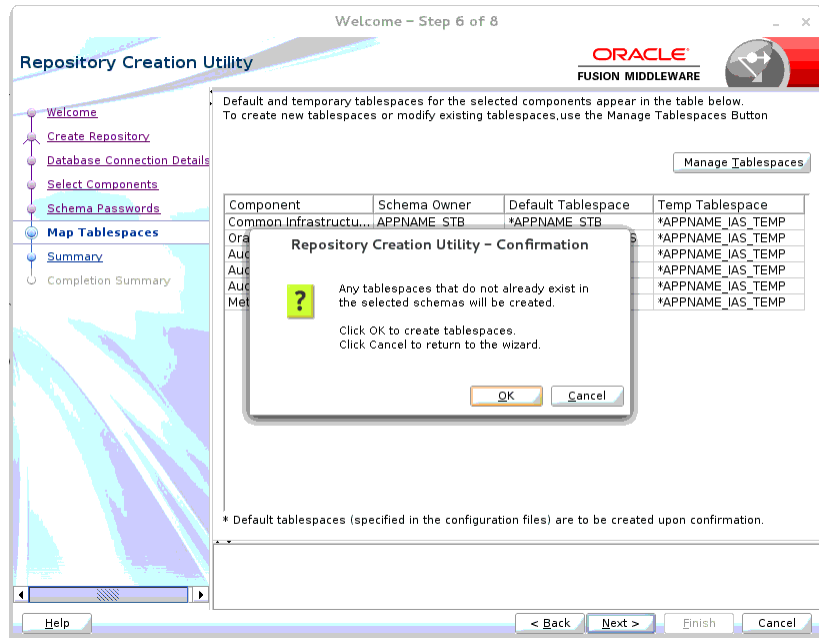 Welcome – Step 6 of 8
Repository Creation Utility
ORACLE
FUSION MIDDLEWARE
Welcome
Create Repository
Database Connection Details
Select Components
Schema Passwords
Map Tablespaces
Summary
Completion Summary
Default and temporary tablespaces for the selected components appear in the table below.
To create new tablespaces or modify existing tablespaces,use the Manage Tablespaces Button
Manage Tablespaces
Component Schema Owner Default Tablespace Temp Tablespace
Common Infrastructu... APPNAME_STB *APPNAME_STB *APPNAME_IAS_TEMP
Ora S *APPNAME_IAS_TEMP
Auc *APPNAME_IAS_TEMP
Auc *APPNAME_IAS_TEMP
Auc *APPNAME_IAS_TEMP
Met *APPNAME_IAS_TEMP
Repository Creation Utility – Confirmation
?
Any tablespaces that do not already exist in
the selected schemas will be created.
Click OK to create tablespaces.
Click Cancel to return to the wizard.
OK Cancel
* Default tablespaces (specified in the configuration files) are to be created upon confirmation.
Help < Back Next > Finish Cancel